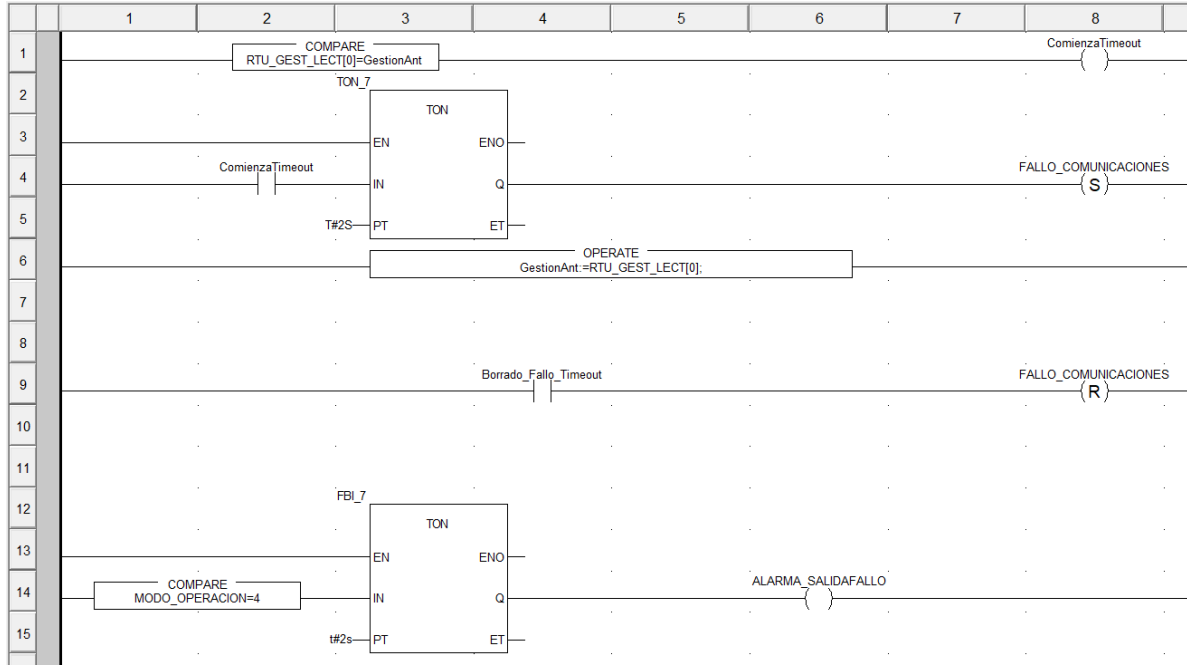 1 2 3 4 5 6 7 8
1
COMPARE
RTU_GEST_LECT[0]=GestionAnt
ComienzaTimeout
2
TON_7
TON
3
EN ENO
4
ComienzaTimeout
IN Q
FALLO_COMUNICACIONES
S
5
T#2S PT ET
6
OPERATE
GestionAnt:=RTU_GEST_LECT[0];
7
8
9
Borrado_Fallo_Timeout
FALLO_COMUNICACIONES
R
10
11
12
FBI_7
TON
13
EN ENO
14
COMPARE
MODO_OPERACION=4
IN Q
ALARMA_SALIDAFALLO
15
t#2s PT ET